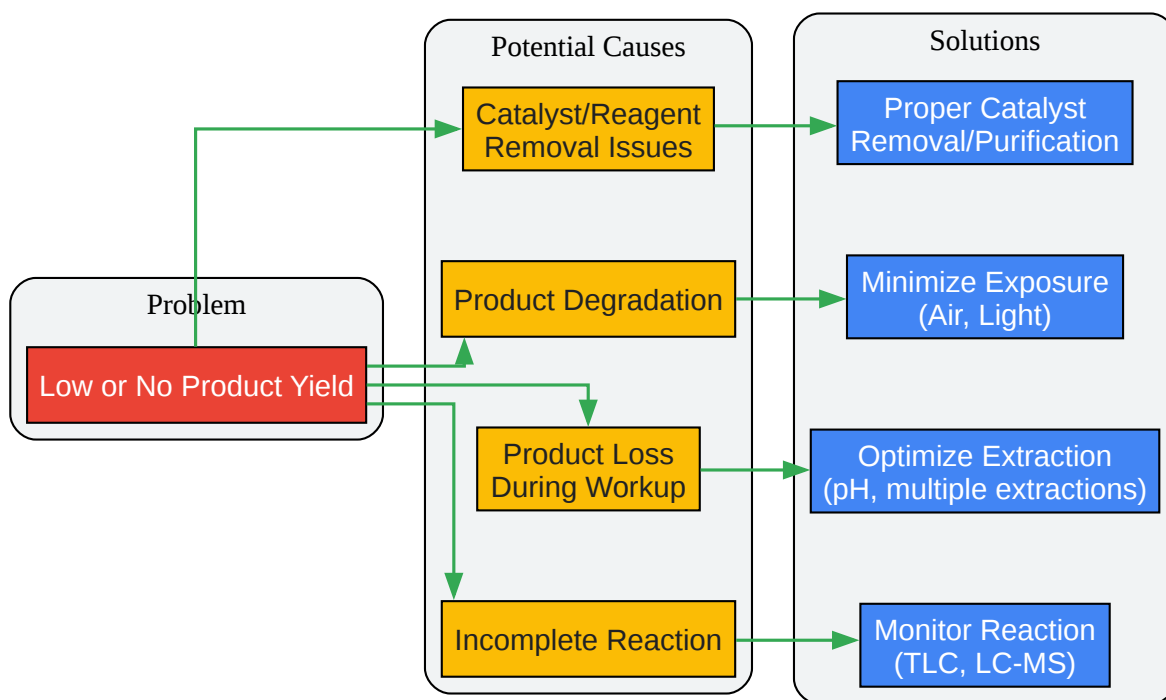 Problem
Low or No Product Yield
Potential Causes
Catalyst/Reagent
Removal Issues
Product Degradation
Product Loss
During Workup
Incomplete Reaction
Solutions
Proper Catalyst
Removal/Purification
Minimize Exposure
(Air, Light)
Optimize Extraction
(pH, multiple extractions)
Monitor Reaction
(TLC, LC-MS)